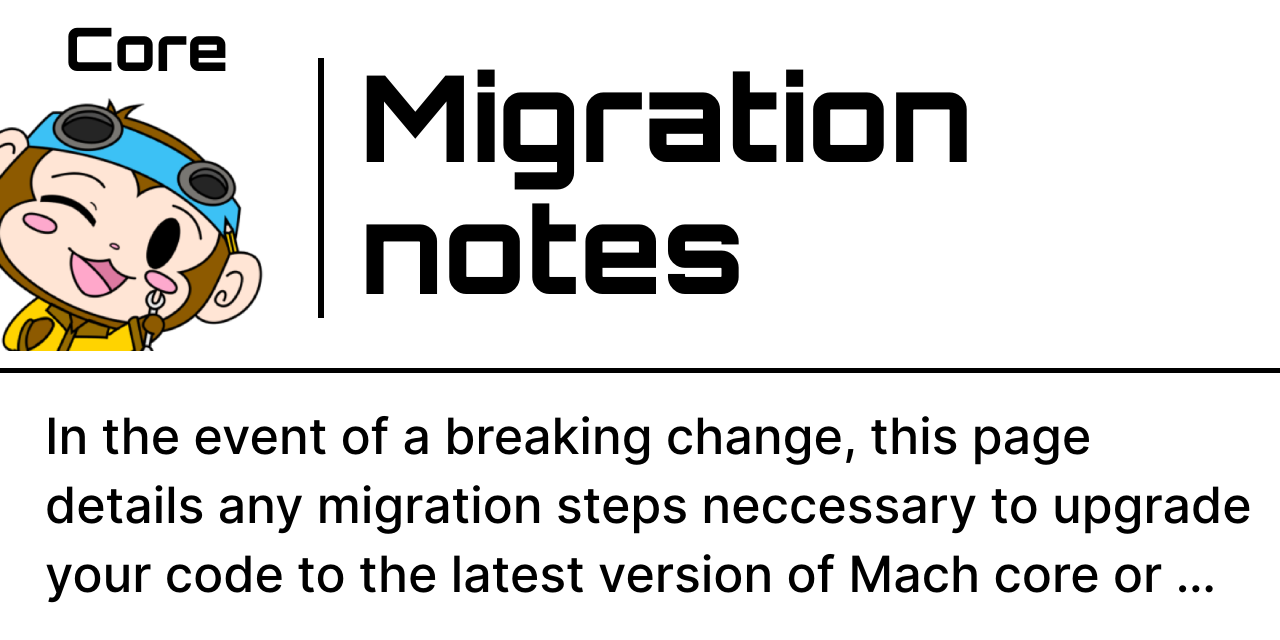 Core
Migration
notes
In the event of a breaking change, this page
details any migration steps neccessary to upgrade
your code to the latest version of Mach core or ...